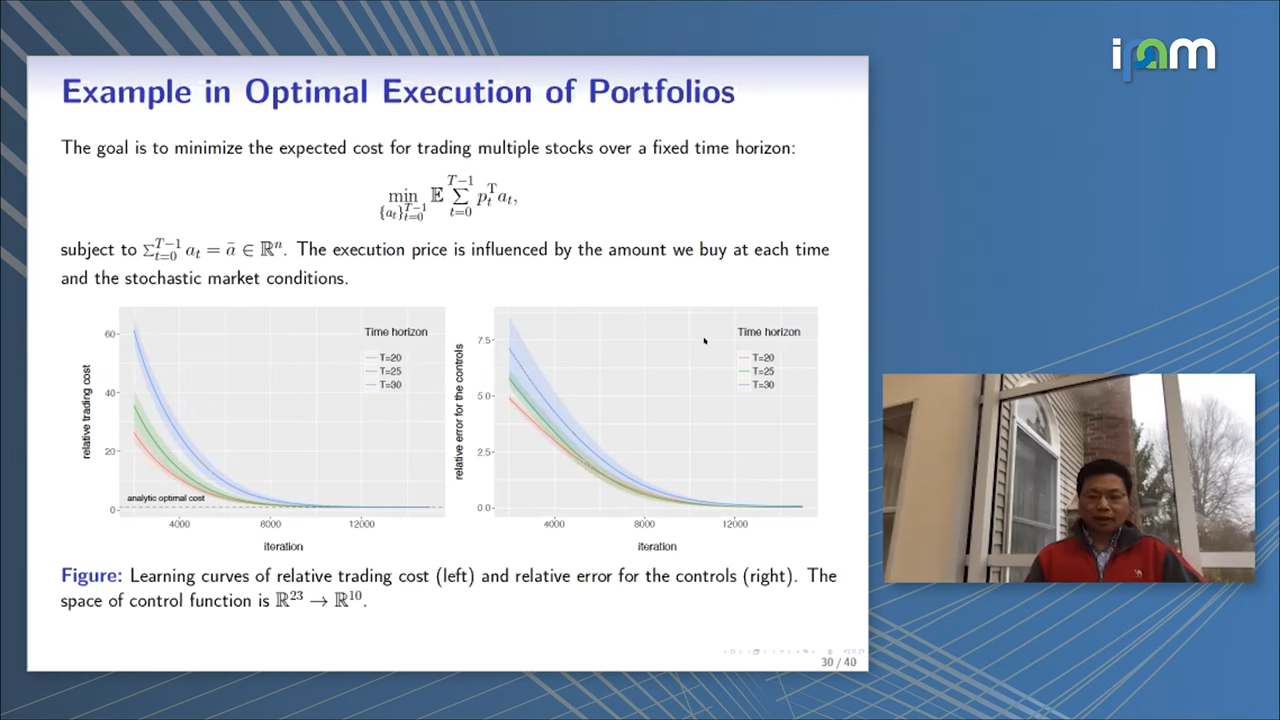 ipam
Example in Optimal Execution of Portfolios
The goal is to minimize the expected cost for trading multiple stocks over a fixed time horizon:
min_{\{a_t\}_{t=0}^{T−1}} 𝔼 ∑_{t=0}^{T−1} p_t^T a_t,
subject to Σ_{t=0}^{T−1} a_t = ā ∈ ℝ^n. The execution price is influenced by the amount we buy at each time
and the stochastic market conditions.
relative trading cost
60
40
20
0
Time horizon
T=20
T=25
T=30
analytic optimal cost
4000 8000 12000
iteration
relative error for the controls
7.5
5.0
2.5
0.0
Time horizon
T=20
T=25
T=30
4000 8000 12000
iteration
Figure: Learning curves of relative trading cost (left) and relative error for the controls (right). The
space of control function is ℝ^23 → ℝ^10.
30 / 40